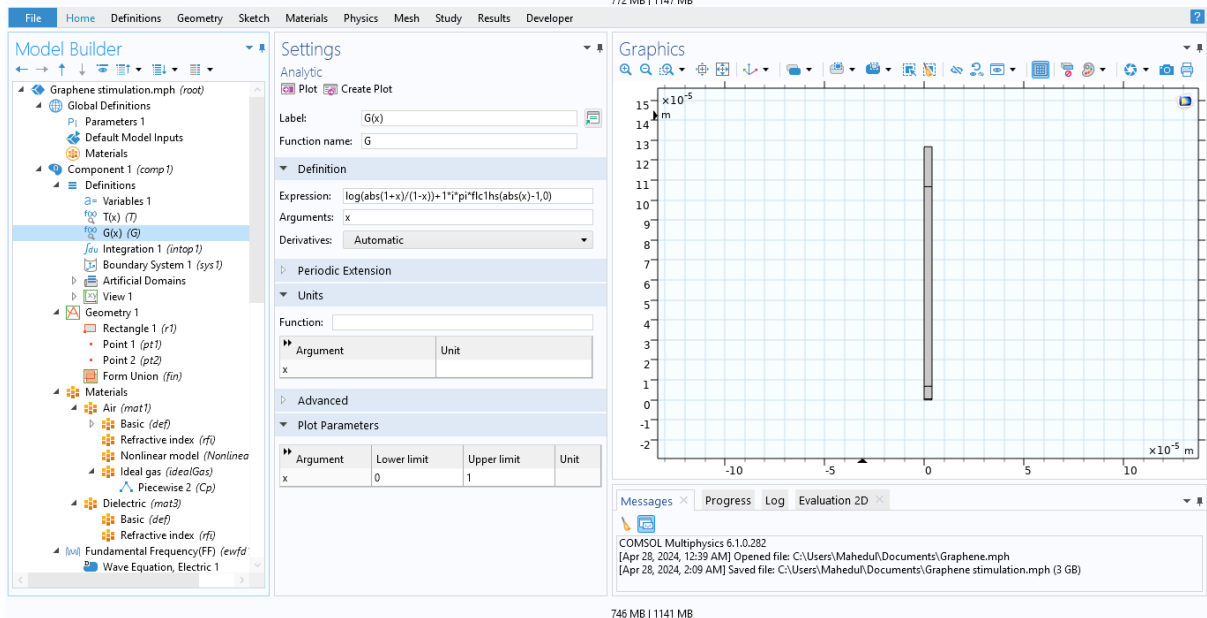 772 MB | 1147 MB
File Home Definitions Geometry Sketch Materials Physics Mesh Study Results Developer ?
Model Builder
Graphene stimulation.mph (root)
Global Definitions
Pi Parameters 1
Default Model Inputs
Materials
Component 1 (comp1)
Definitions
a= Variables 1
f00 T(x) (T)
f00 G(x) (G)
∫du Integration 1 (intop1)
Boundary System 1 (sys1)
Artificial Domains
xy View 1
Geometry 1
Rectangle 1 (r1)
Point 1 (pt1)
Point 2 (pt2)
Form Union (fin)
Materials
Air (mat1)
Basic (def)
Refractive index (rfi)
Nonlinear model (Nonlinea
Ideal gas (idealGas)
Piecewise 2 (Cp)
Dielectric (mat3)
Basic (def)
Refractive index (rfi)
Fundamental Frequency(FF) (ewfd
Wave Equation, Electric 1
Settings
Analytic
Plot Create Plot
Label: G(x)
Function name: G
Definition
Expression: log(abs(1+x)/(1-x))+1*i*pi*flc1hs(abs(x)-1,0)
Arguments: x
Derivatives: Automatic
Periodic Extension
Units
Function:
Argument Unit
x
Advanced
Plot Parameters
Argument Lower limit Upper limit Unit
x 0 1
Graphics
×10-5
m
15
14
13
12
11
10
9
8
7
6
5
4
3
2
1
0
-1
-2
×10-5 m
-10 -5 0 5 10
Messages Progress Log Evaluation 2D
COMSOL Multiphysics 6.1.0.282
[Apr 28, 2024, 12:39 AM] Opened file: C:\Users\Mahedul\Documents\Graphene.mph
[Apr 28, 2024, 2:09 AM] Saved file: C:\Users\Mahedul\Documents\Graphene stimulation.mph (3 GB)
746 MB | 1141 MB